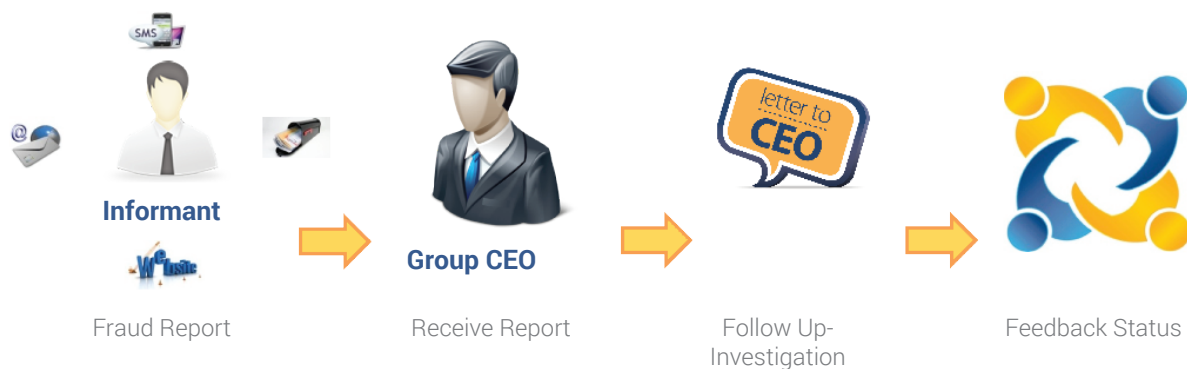 SMS
@
letter to
CEO
Informant
Group CEO
Website
Fraud Report
Receive Report
Follow Up-
Investigation
Feedback Status